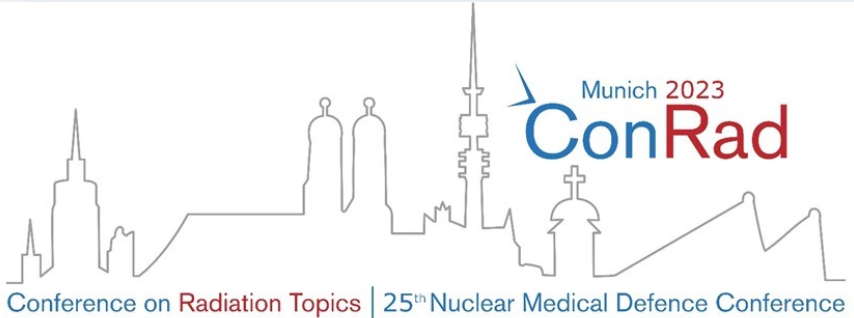 Munich 2023
ConRad
Conference on Radiation Topics | 25th Nuclear Medical Defence Conference